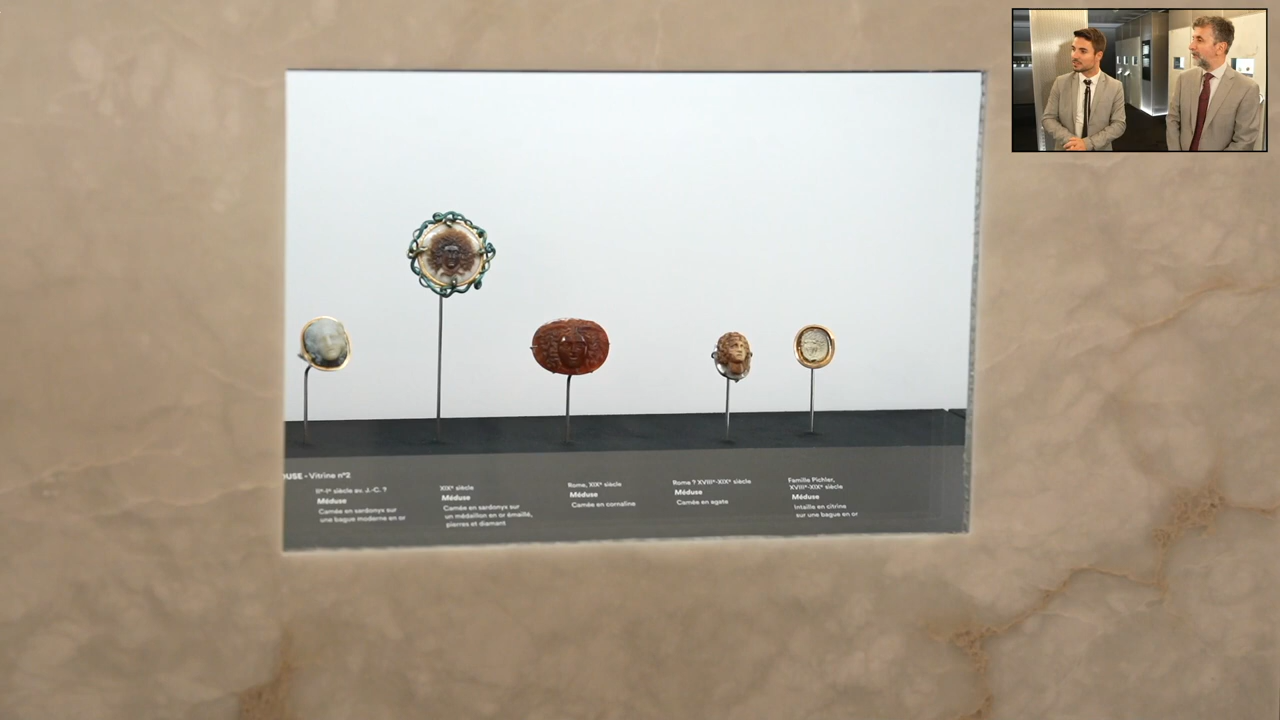 USE - Vitrine n°2
IIᵉ-Iᵉʳ siècle av. J.-C. ?
Méduse
Camée en sardonyx sur
une bague moderne en or
XIXᵉ siècle
Méduse
Camée en sardonyx sur
un médaillon en or émaillé,
pierres et diamant
Rome, XIXᵉ siècle
Méduse
Camée en cornaline
Rome ? XVIIIᵉ-XIXᵉ siècle
Méduse
Camée en agate
Famille Pichler,
XVIIIᵉ-XIXᵉ siècle
Méduse
Intaille en citrine
sur une bague en or